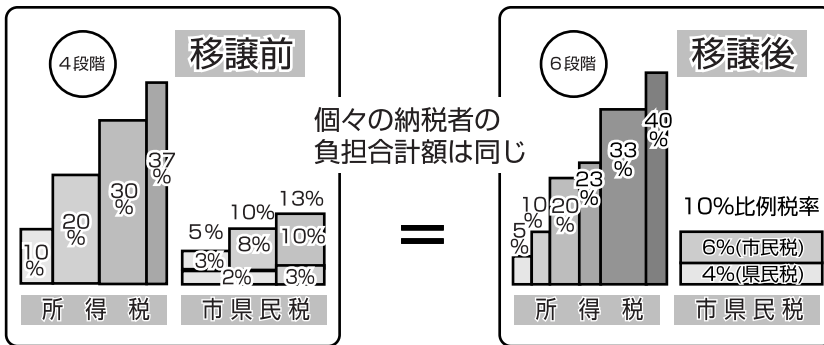 4段階
移譲前
10%
20%
30%
37%
所得税
5%
10%
13%
3%
8%
10%
2%
3%
市県民税
個々の納税者の
負担合計額は同じ
=
6段階
移譲後
5%
10%
20%
23%
33%
40%
所得税
10%比例税率
6%(市民税)
4%(県民税)
市県民税